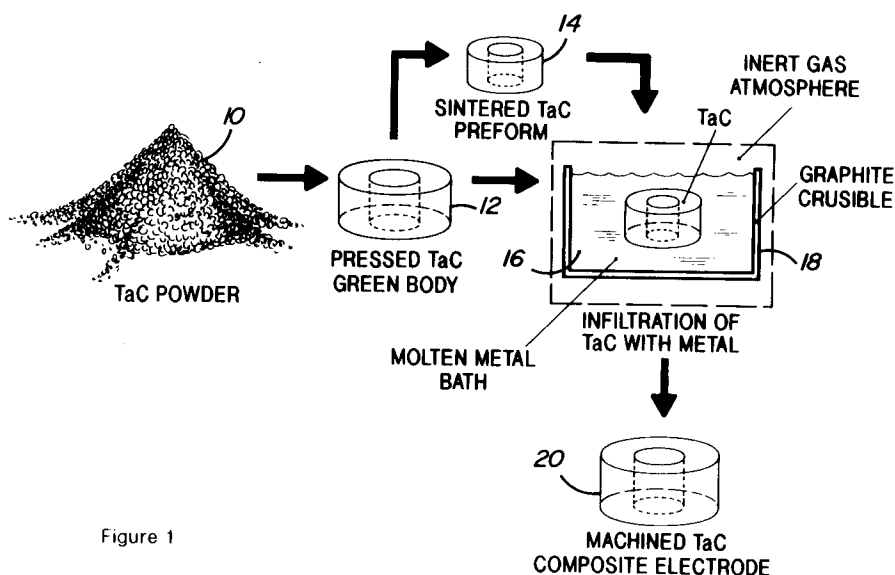 14
SINTERED TaC
PREFORM
INERT GAS
ATMOSPHERE
TaC
10
GRAPHITE
CRUSIBLE
12
16
18
TaC POWDER
PRESSED TaC
GREEN BODY
MOLTEN METAL
BATH
INFILTRATION OF
TaC WITH METAL
20
MACHINED TaC
COMPOSITE ELECTRODE
Figure 1